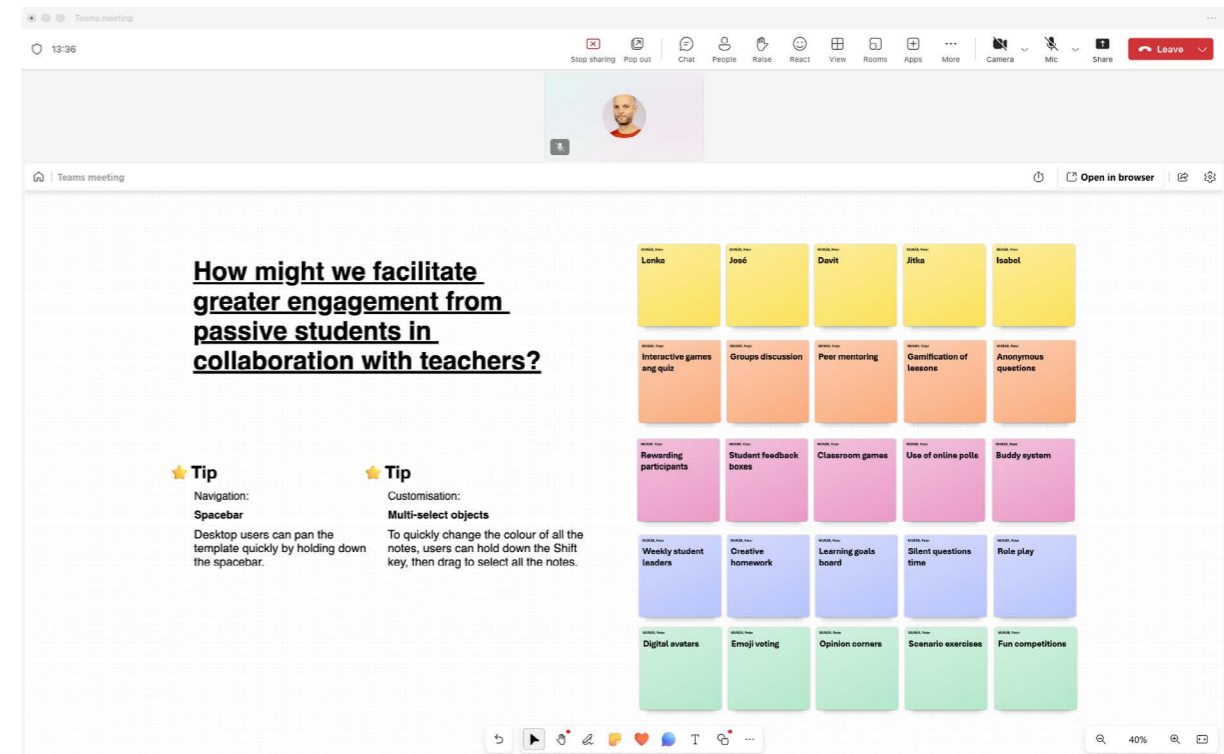 Teams meeting
13:36
Stop sharing
Pop out
Chat
People
Raise
React
View
Rooms
Apps
More
Camera
Mic
Share
Leave
Teams meeting
Open in browser
How might we facilitate
greater engagement from
passive students in
collaboration with teachers?
Tip
Navigation:
Spacebar
Desktop users can pan the
template quickly by holding down
the spacebar.
Tip
Customisation:
Multi-select objects
To quickly change the colour of all the
notes, users can hold down the Shift
key, then drag to select all the notes.
Lenka
José
Davit
Jitka
Isabel
Interactive games
ang quiz
Groups discussion
Peer mentoring
Gamification of
lessons
Anonymous
questions
Rewarding
participants
Student feedback
boxes
Classroom games
Use of online polls
Buddy system
Weekly student
leaders
Creative
homework
Learning goals
board
Silent questions
time
Role play
Digital avatars
Emoji voting
Opinion corners
Scenario exercises
Fun competitions
T
40%